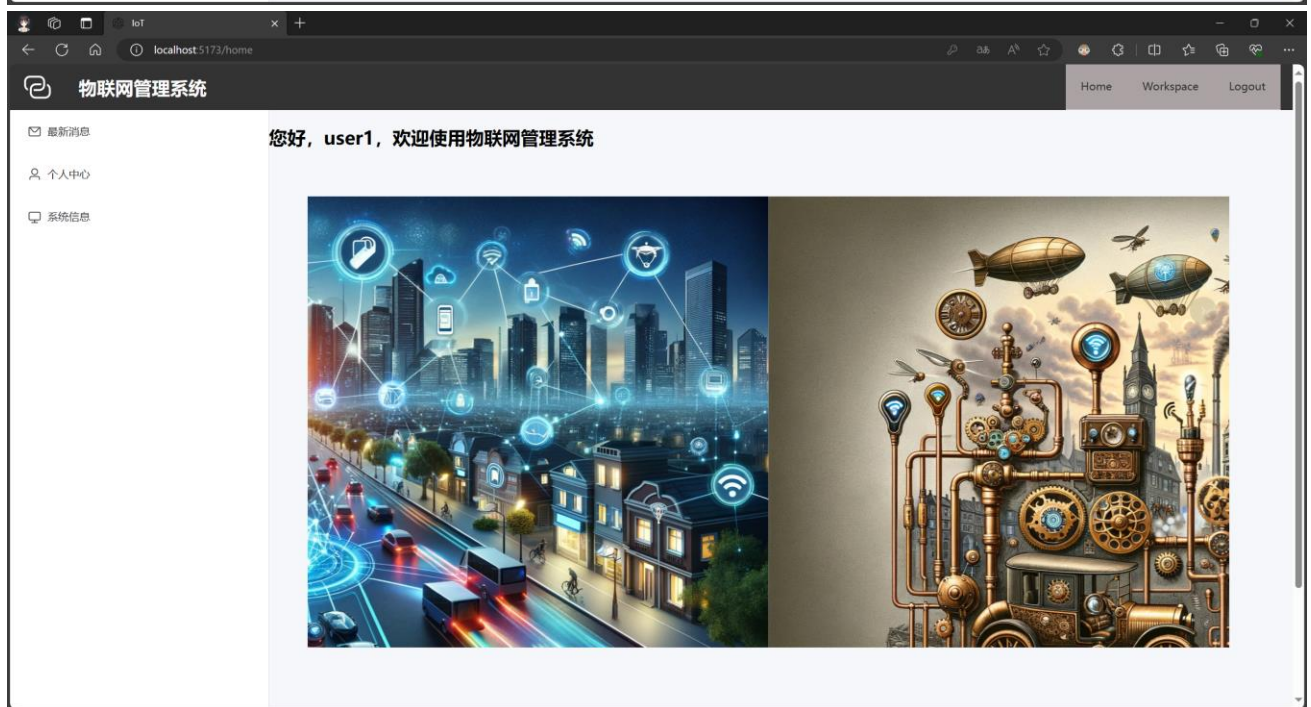 IoT
localhost:5173/home
物联网管理系统
Home Workspace Logout
最新消息
个人中心
系统信息
您好，user1，欢迎使用物联网管理系统